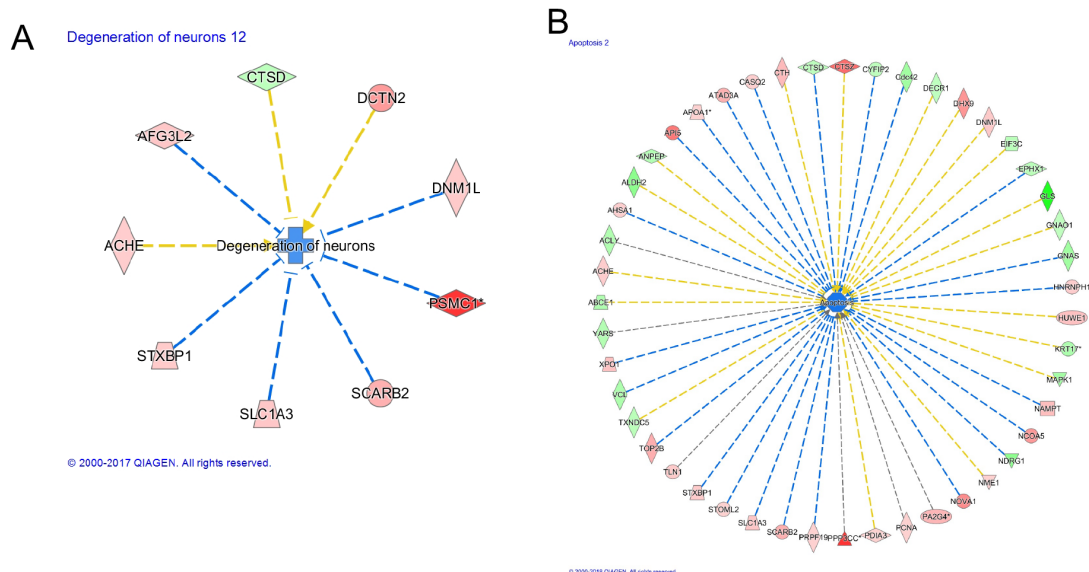 A
Degeneration of neurons 12
CTSD
DCTN2
AFG3L2
DNM1L
ACHE
Degeneration of neurons
PSMC1*
STXBP1
SCARB2
SLC1A3
© 2000-2017 QIAGEN. All rights reserved.
B
Apoptosis 2
CTH
CTSD
CTSZ
CYFIP2
Cdc42
DECR1
DHX9
DNM1L
EIF3C
EPHX1
GLS
GNAO1
GNAS
HNRNPH1
HUWE1
KRT17*
MAPK1
NAMPT
NCOA5
NDRG1
NME1
NOVA1
PA2G4*
PCNA
PDIA3
PPP3CC*
PRPF19
SCARB2
SLC1A3
STOML2
STXBP1
TLN1
TOP2B
TXNDC5
VCL
XPO1
YARS
ABCE1
ACHE
ACLY
AHSA1
ALDH2
ANPEP
API5
APOA1*
ATAD3A
CASQ2
Apoptosis